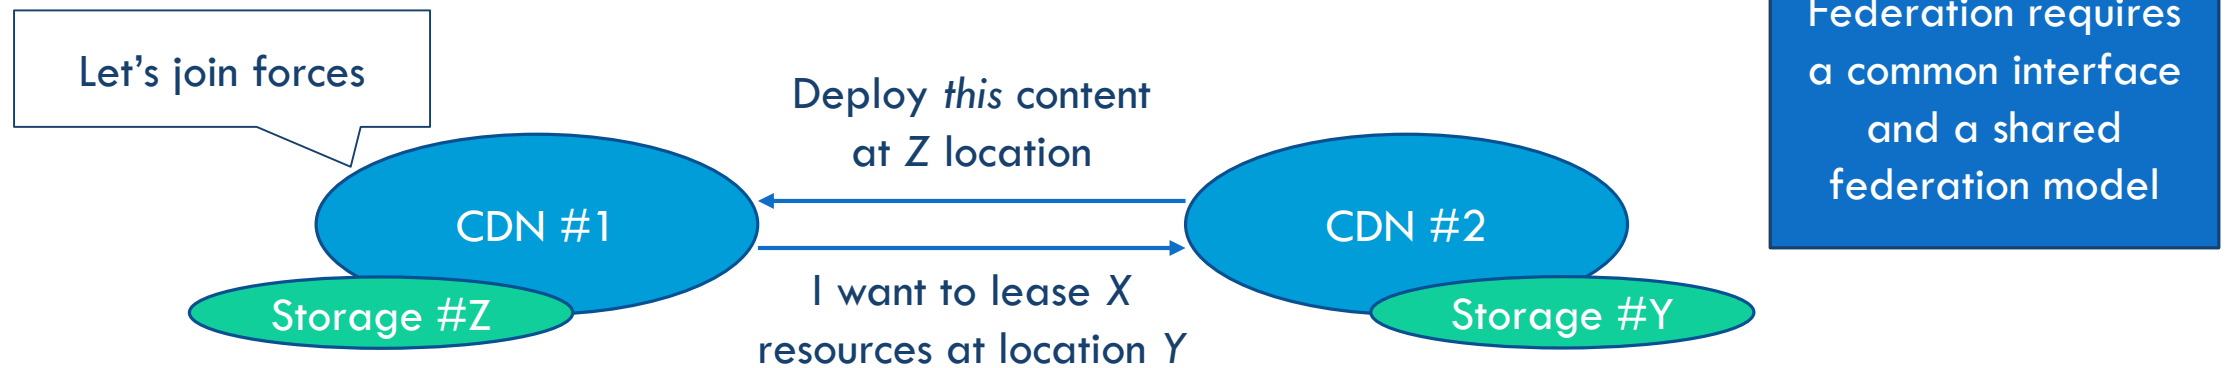 Let's join forces
Deploy this content
at Z location
CDN #1
CDN #2
Storage #Z
Storage #Y
I want to lease X
resources at location Y
Federation requires
a common interface
and a shared
federation model